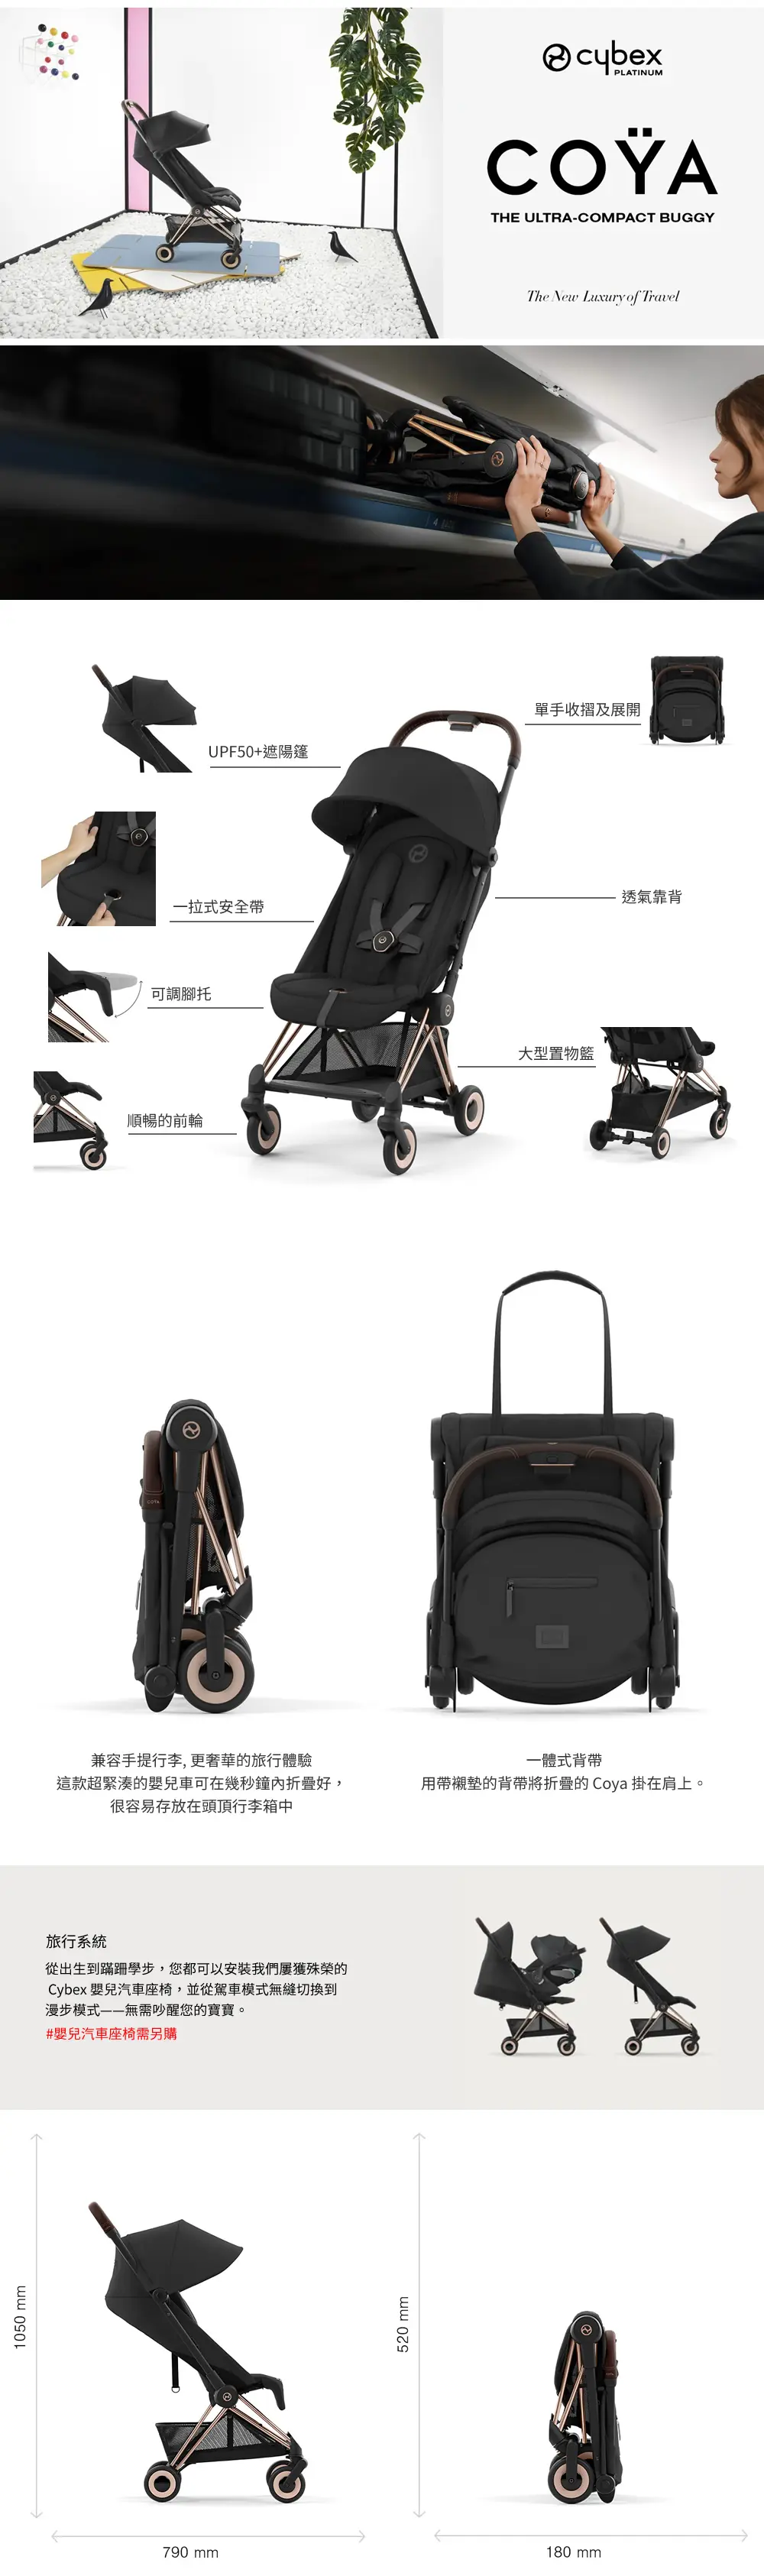 cybex
PLATINUM
COŸA
THE ULTRA-COMPACT BUGGY
The New Luxury of Travel
單手收摺及展開
UPF50+遮陽篷
透氣靠背
一拉式安全帶
可調腳托
大型置物籃
順暢的前輪
兼容手提行李, 更奢華的旅行體驗
這款超緊湊的嬰兒車可在幾秒鐘內折疊好，
很容易存放在頭頂行李箱中
一體式背帶
用帶襯墊的背帶將折疊的 Coya 掛在肩上。
旅行系統
從出生到蹣跚學步，您都可以安裝我們屢獲殊榮的
Cybex 嬰兒汽車座椅，並從駕車模式無縫切換到
漫步模式——無需吵醒您的寶寶。
#嬰兒汽車座椅需另購
1050 mm
520 mm
790 mm
180 mm